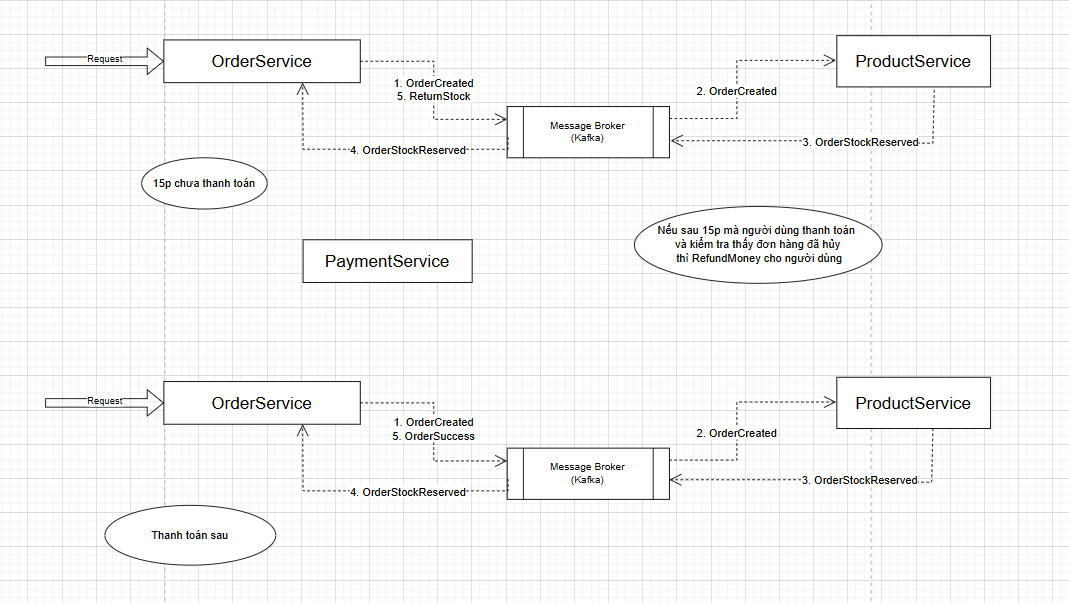 Request
OrderService
1. OrderCreated
5. ReturnStock
4. OrderStockReserved
Message Broker
(Kafka)
2. OrderCreated
3. OrderStockReserved
ProductService
15p chưa thanh toán
PaymentService
Nếu sau 15p mà người dùng thanh toán
và kiểm tra thấy đơn hàng đã hủy
thì RefundMoney cho người dùng
Request
OrderService
1. OrderCreated
5. OrderSuccess
4. OrderStockReserved
Message Broker
(Kafka)
2. OrderCreated
3. OrderStockReserved
ProductService
Thanh toán sau